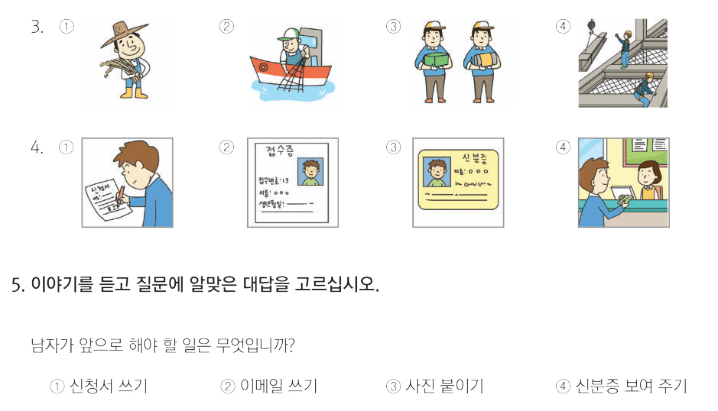 3. ① ② ③ ④
4. ① ② ③ ④
신청서
접수증
접수번호: 13
이름: ㅇㅇㅇ
생년월일:
신분증
이름: ㅇㅇㅇ
5. 이야기를 듣고 질문에 알맞은 대답을 고르십시오.
남자가 앞으로 해야 할 일은 무엇입니까?
① 신청서 쓰기 ② 이메일 쓰기 ③ 사진 붙이기 ④ 신분증 보여 주기